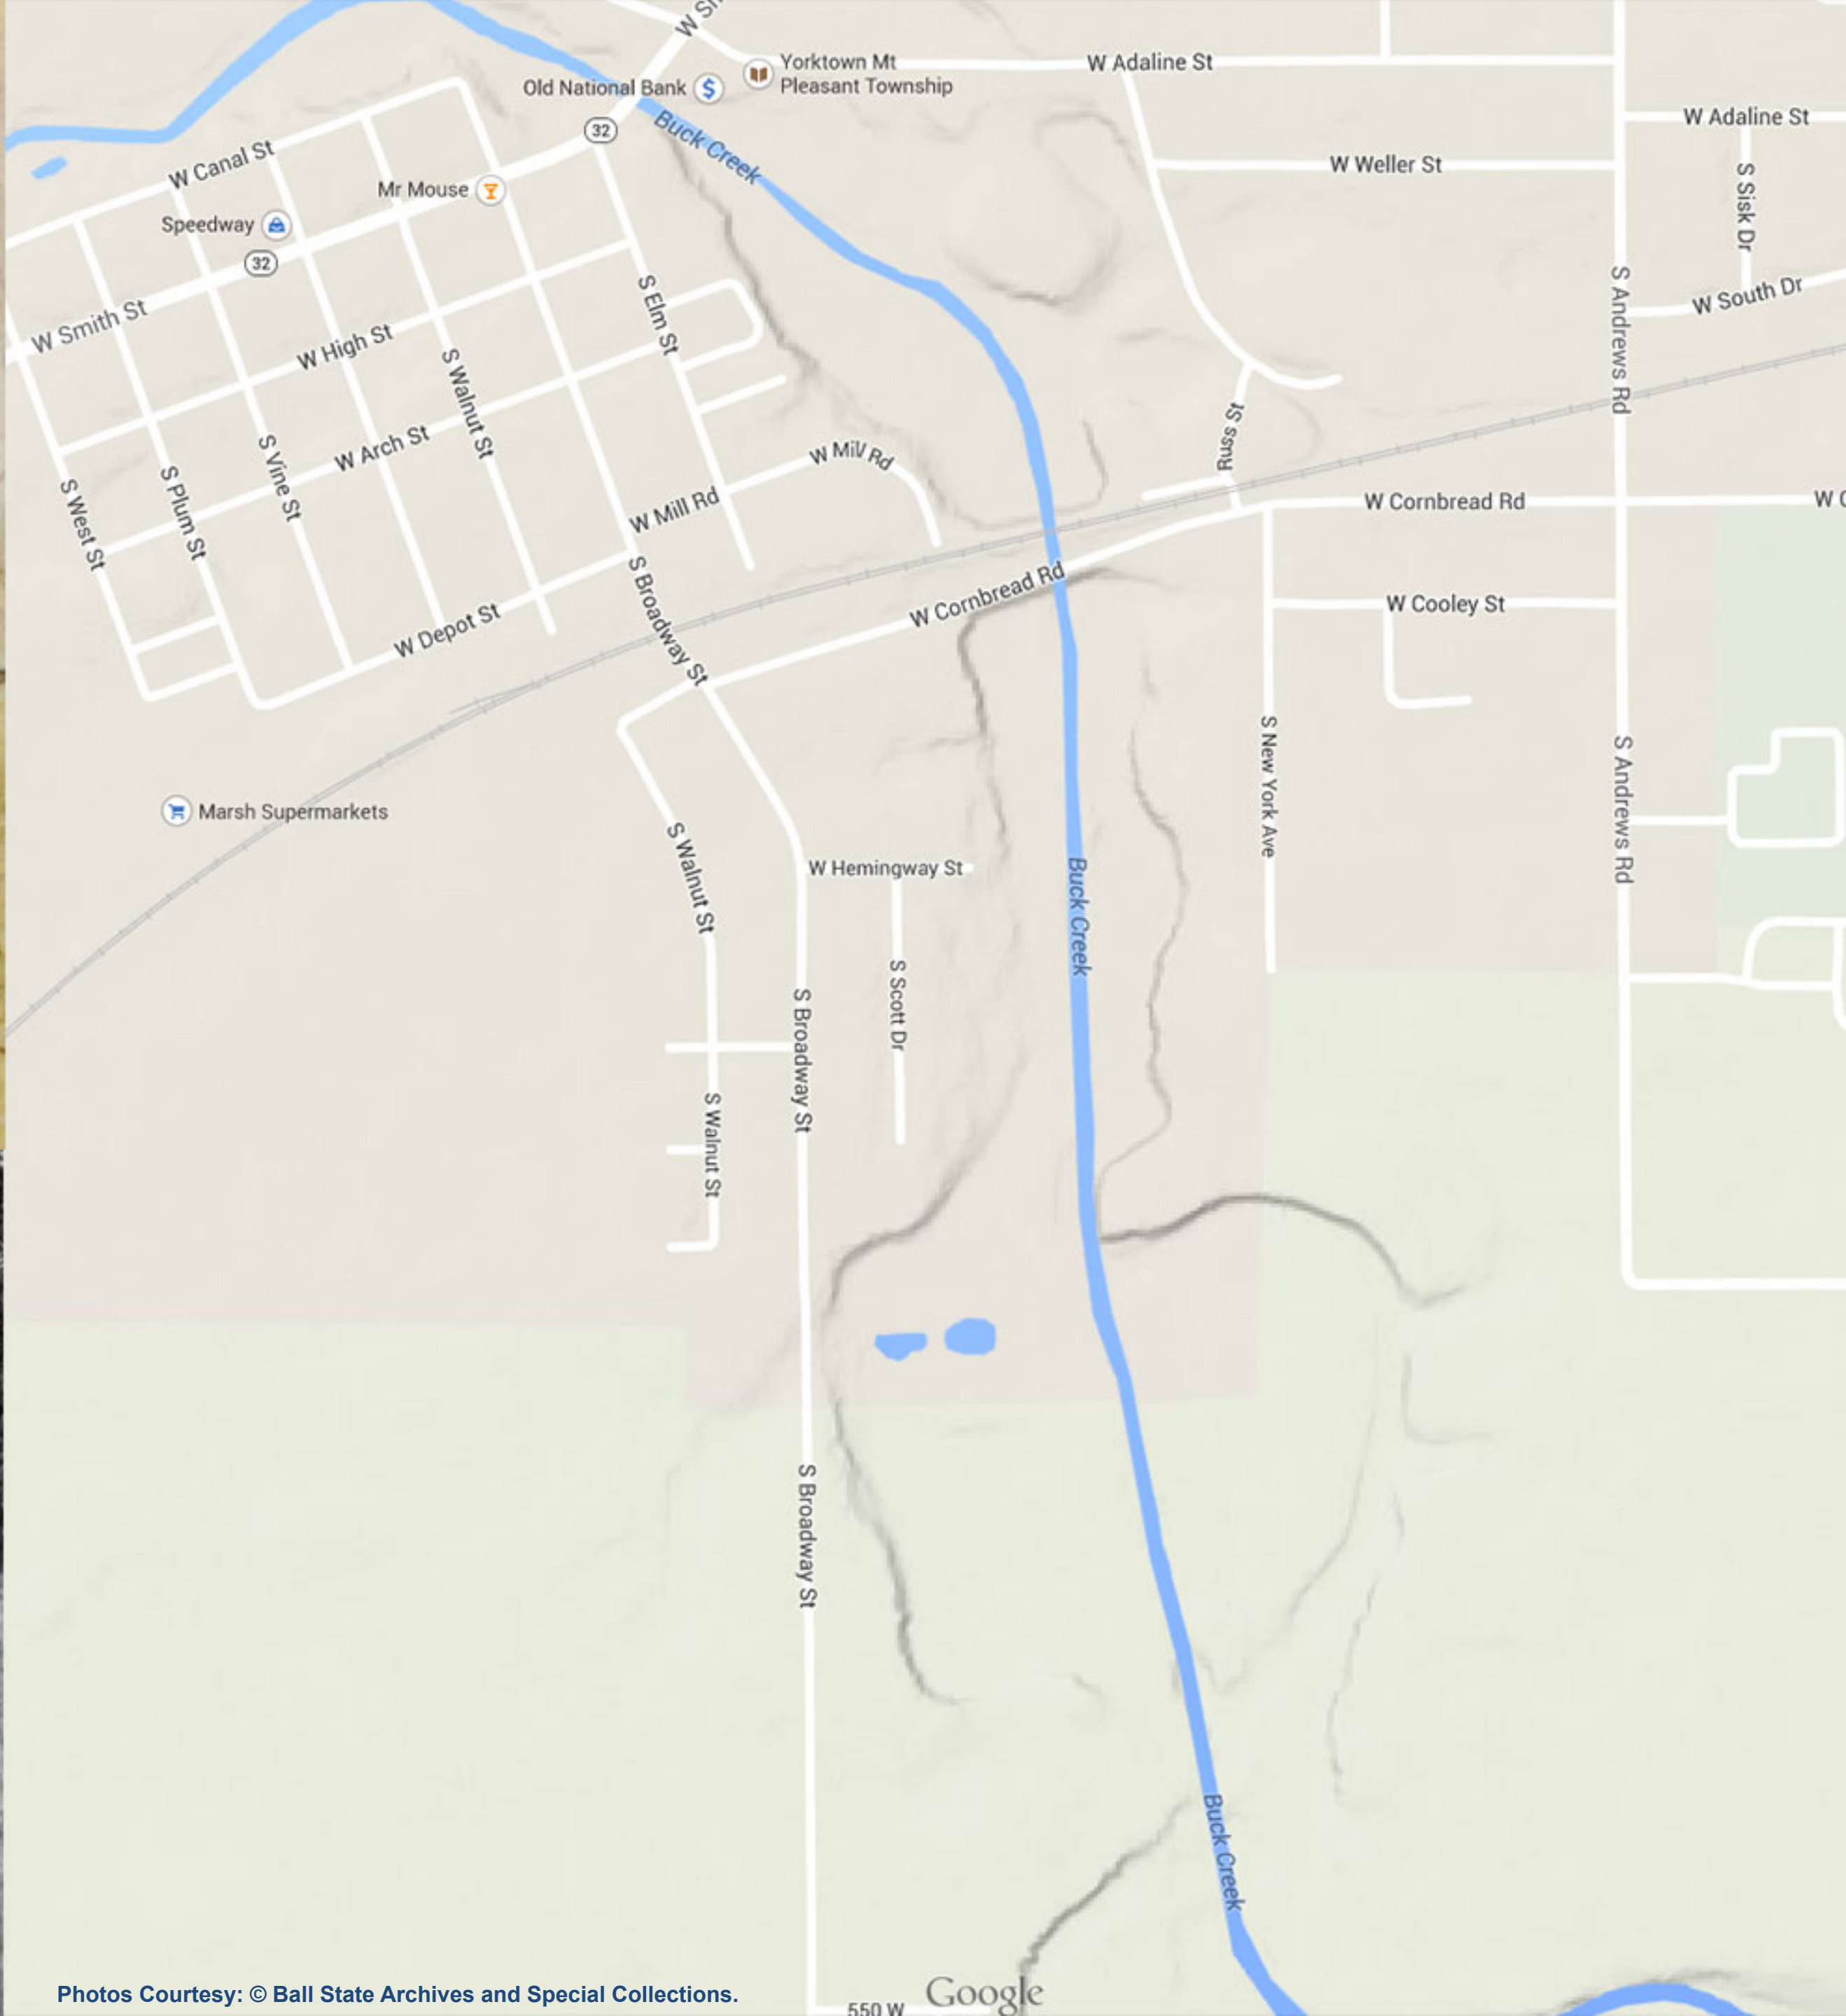 W Sm
Yorktown Mt
Pleasant Township
Old National Bank
$
W Adaline St
W Adaline St
32
Buck Creek
W Canal St
W Weller St
S Sisk Dr
Mr Mouse
Speedway
32
W South Dr
S Elm St
S Andrews Rd
W Smith St
W High St
S Walnut St
Russ St
W Arch St
W Mill Rd
S Vine St
S Plum St
S West St
W Mill Rd
W Cornbread Rd
W C
S Broadway St
W Cornbread Rd
W Cooley St
W Depot St
S New York Ave
S Andrews Rd
Marsh Supermarkets
S Walnut St
W Hemingway St
Buck Creek
S Scott Dr
S Broadway St
S Walnut St
S Broadway St
Buck Creek
Photos Courtesy: © Ball State Archives and Special Collections.
Google
550 W